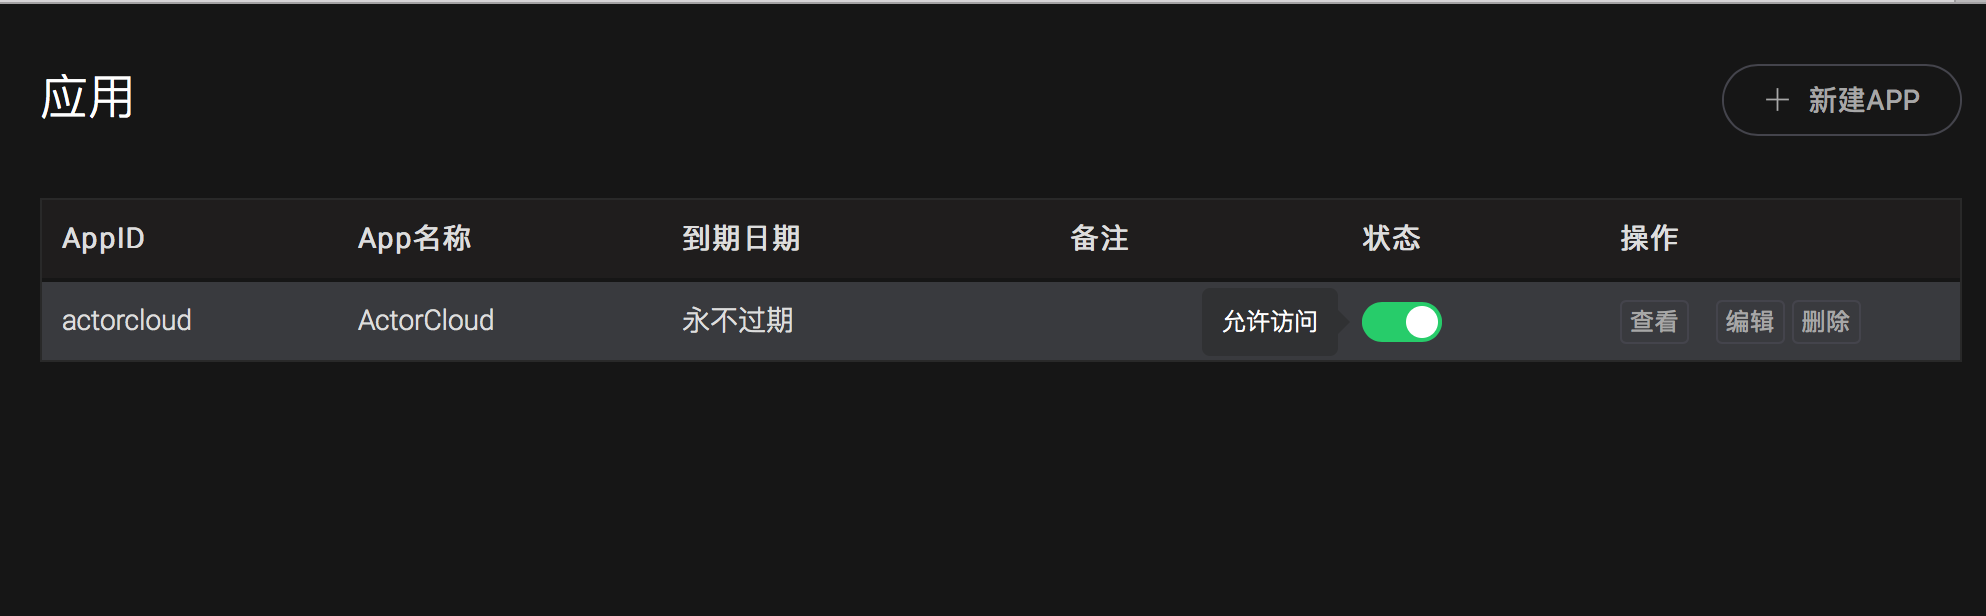 应用
新建APP
AppID App名称 到期日期 备注 状态 操作
actorcloud ActorCloud 永不过期 允许访问 查看 编辑 删除